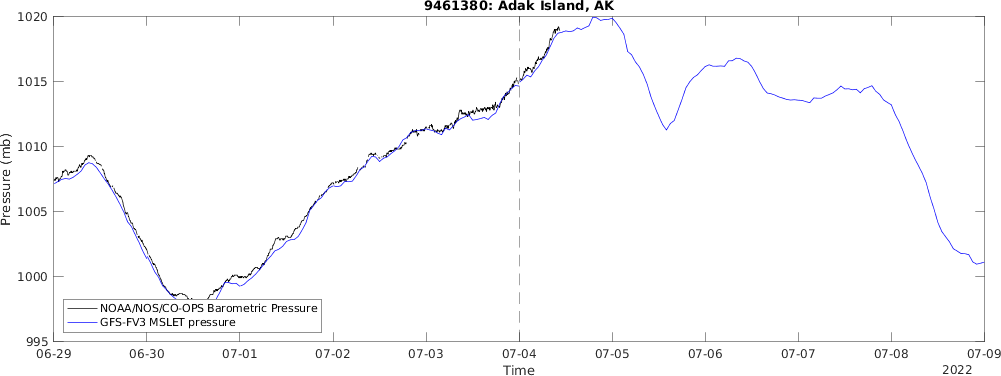 9461380: Adak Island, AK
1020
1015
1010
1005
1000
995
Pressure (mb)
NOAA/NOS/CO-OPS Barometric Pressure
GFS-FV3 MSLET pressure
06-29 06-30 07-01 07-02 07-03 07-04 07-05 07-06 07-07 07-08 07-09
Time
2022